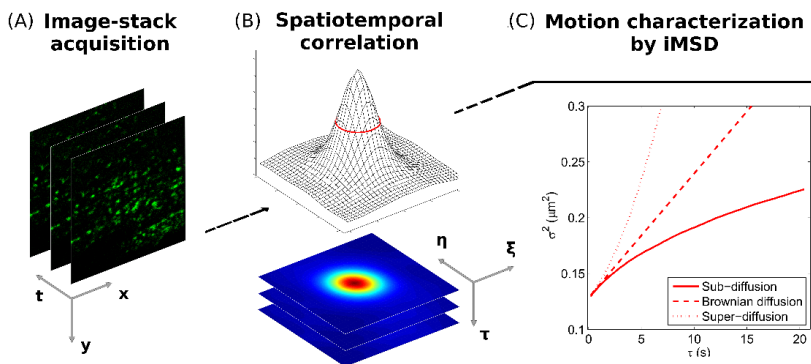 (A) Image-stack
acquisition
(B) Spatiotemporal
correlation
(C) Motion characterization
by iMSD
t
x
y
η
ξ
τ
0.3
0.25
0.2
0.15
0.1
σ² (μm²)
0
5
10
15
20
τ (s)
Sub-diffusion
Brownian diffusion
Super-diffusion